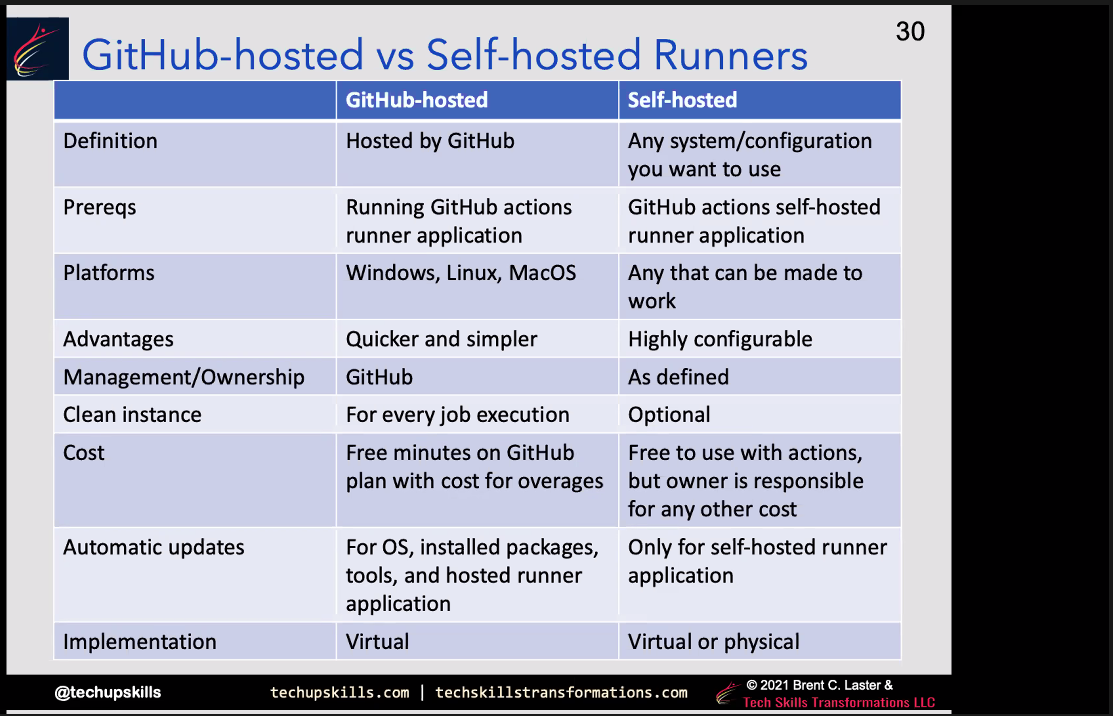 30
GitHub-hosted vs Self-hosted Runners
GitHub-hosted
Self-hosted
Definition
Hosted by GitHub
Any system/configuration
you want to use
Prereqs
Running GitHub actions
runner application
GitHub actions self-hosted
runner application
Platforms
Windows, Linux, MacOS
Any that can be made to
work
Advantages
Quicker and simpler
Highly configurable
Management/Ownership
GitHub
As defined
Clean instance
For every job execution
Optional
Cost
Free minutes on GitHub
plan with cost for overages
Free to use with actions,
but owner is responsible
for any other cost
Automatic updates
For OS, installed packages,
tools, and hosted runner
application
Only for self-hosted runner
application
Implementation
Virtual
Virtual or physical
@techupskills
techupskills.com | techskillstransformations.com
© 2021 Brent C. Laster &
Tech Skills Transformations LLC